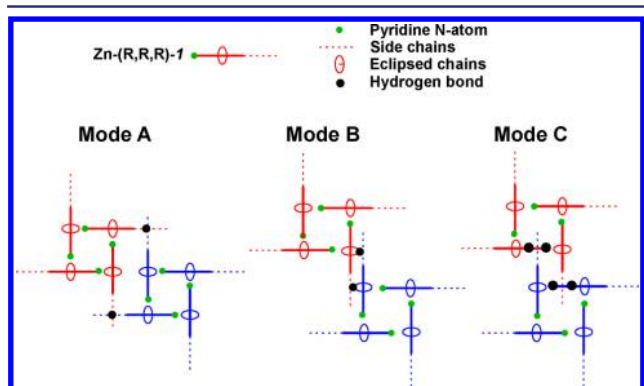 Pyridine N-atom
Zn-(R,R,R)-1
Side chains
Eclipsed chains
Hydrogen bond
Mode A
Mode B
Mode C